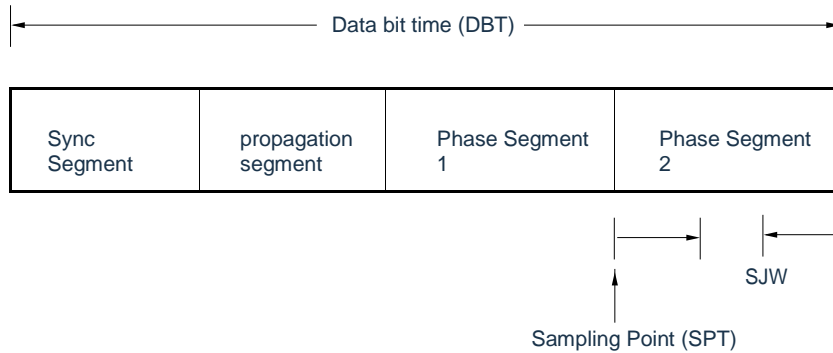 Data bit time (DBT)
Sync
Segment
propagation
segment
Phase Segment
1
Phase Segment
2
SJW
Sampling Point (SPT)